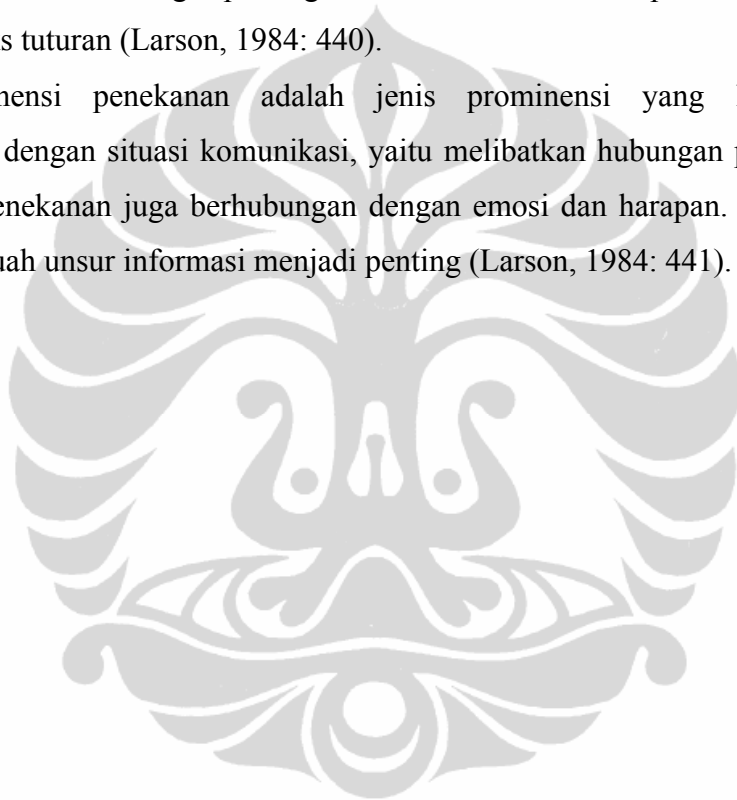 s tuturan (Larson, 1984: 440).
nensi penekanan adalah jenis prominensi yang
dengan situasi komunikasi, yaitu melibatkan hubungan p
enekanan juga berhubungan dengan emosi dan harapan.
uah unsur informasi menjadi penting (Larson, 1984: 441).